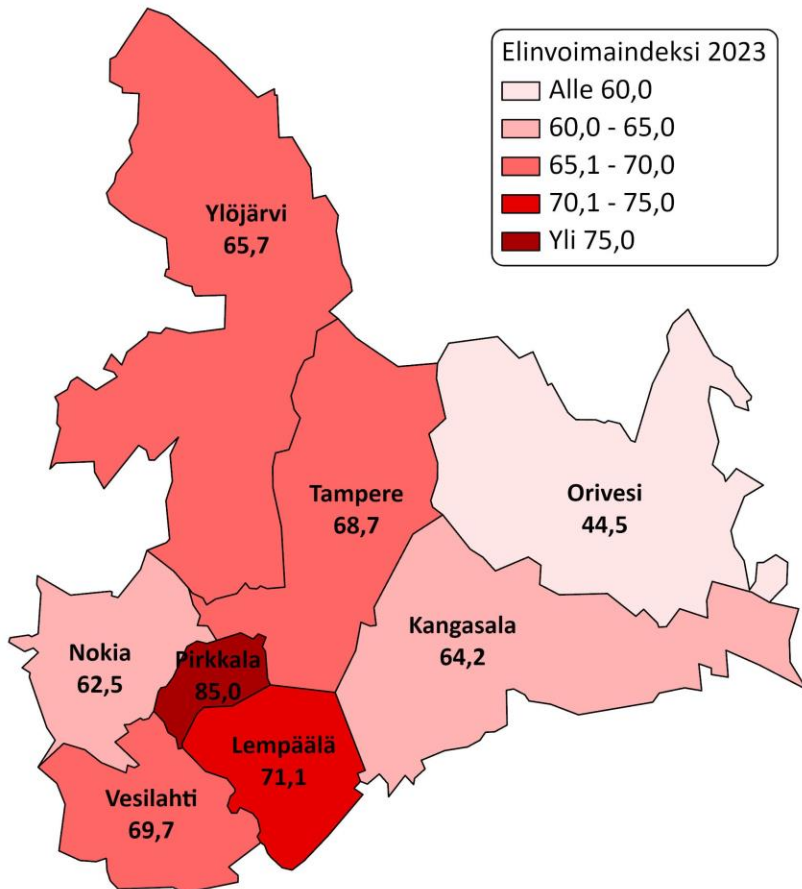 Elinvoimaindeksi 2023
Alle 60,0
60,0 - 65,0
65,1 - 70,0
70,1 - 75,0
Yli 75,0
Ylöjärvi
65,7
Tampere
68,7
Orivesi
44,5
Kangasala
64,2
Nokia
62,5
Pirkkala
85,0
Lempäälä
71,1
Vesilahti
69,7